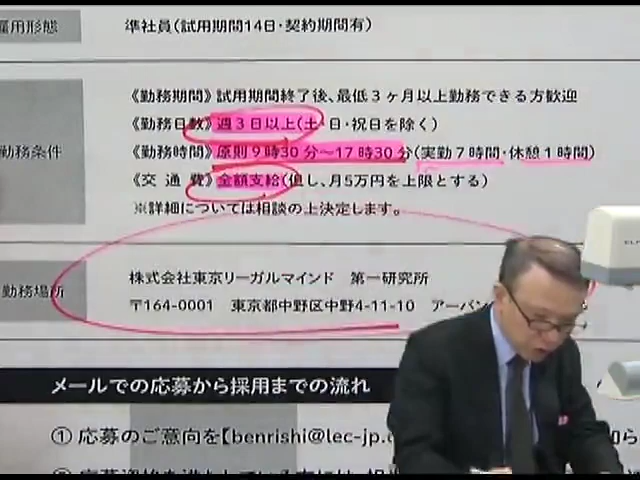 雇用形態
準社員(試用期間14日・契約期間有)
勤務条件
《勤務期間》試用期間終了後、最低3ヶ月以上勤務できる方歓迎
《勤務日数》週3日以上(土・日・祝日を除く)
《勤務時間》原則9時30分～17時30分(実働7時間・休憩1時間)
《交通費》全額支給(但し、月5万円を上限とする)
※詳細については相談の上決定します。
勤務場所
株式会社東京リーガルマインド 第一研究所
〒164-0001 東京都中野区中野4-11-10 アーバン
メールでの応募から採用までの流れ
① 応募のご意向を【benrishi@lec-jp.